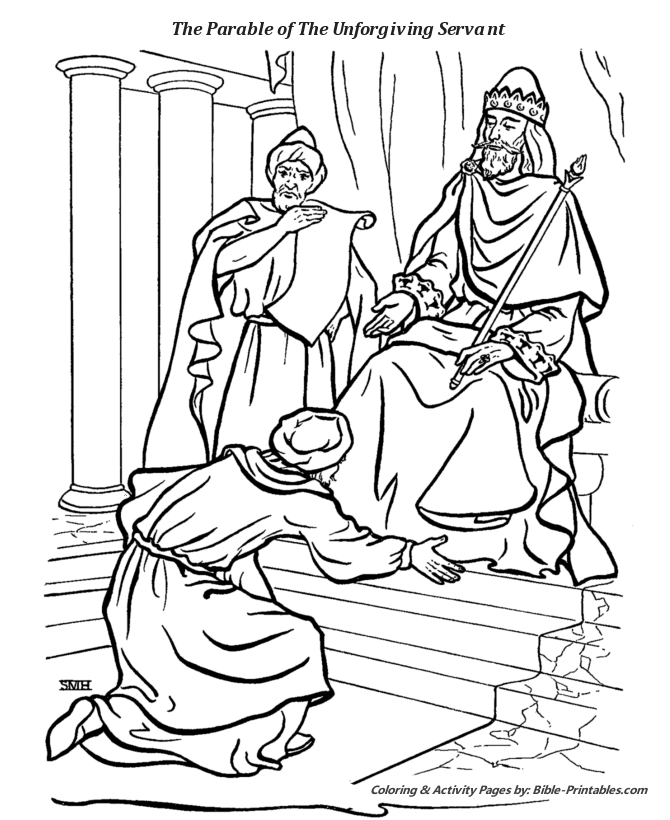 The Parable of The Unforgiving Servant
SMH
Coloring & Activity Pages by: Bible-Printables.com